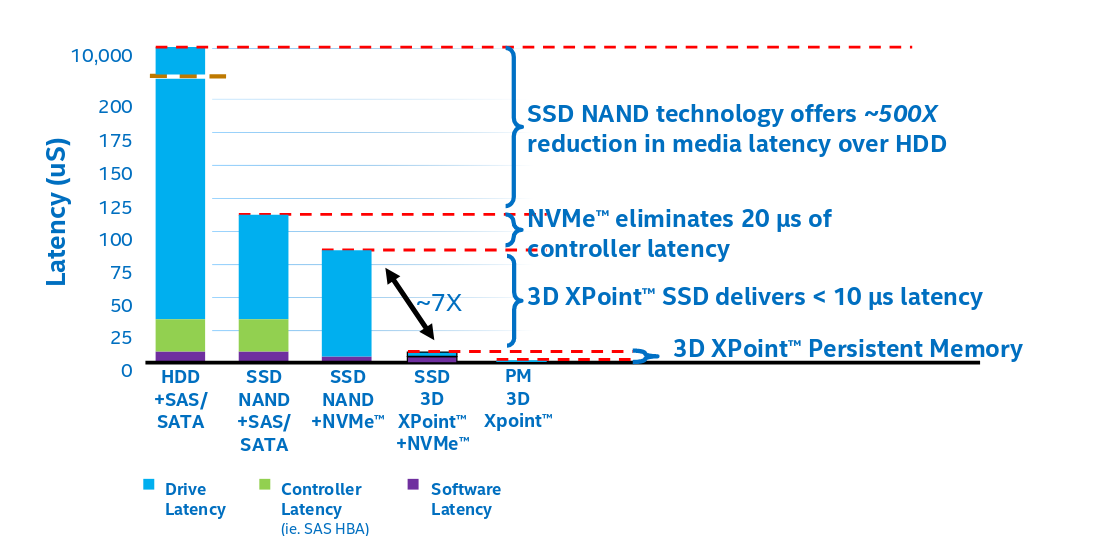 10,000
200
175
150
125
100
75
50
25
0
Latency (uS)
SSD NAND technology offers ~500X
reduction in media latency over HDD
NVMe™ eliminates 20 µs of
controller latency
~7X
3D XPoint™ SSD delivers < 10 µs latency
3D XPoint™ Persistent Memory
HDD
+SAS/
SATA
SSD
NAND
+SAS/
SATA
SSD
NAND
+NVMe™
SSD
3D
XPoint™
+NVMe™
PM
3D
Xpoint™
Drive
Latency
Controller
Latency
(ie. SAS HBA)
Software
Latency